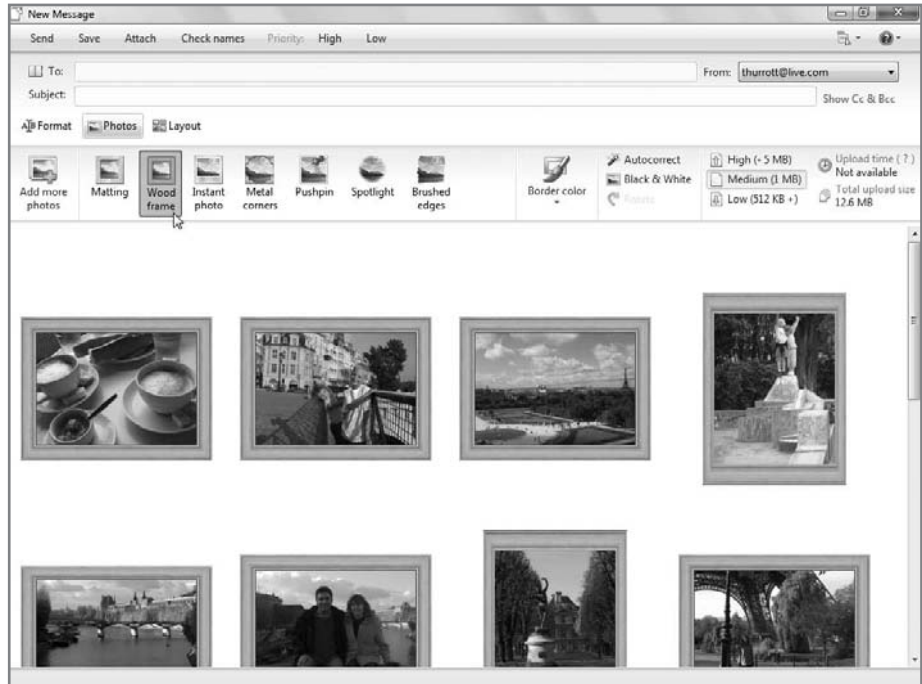 New Message
Send Save Attach Check names Priority: High Low
To: From: thurrott@live.com
Subject: Show Cc & Bcc
Format Photos Layout
Add more photos
Matting
Wood frame
Instant photo
Metal corners
Pushpin
Spotlight
Brushed edges
Border color
Autocorrect
Black & White
Rotate
High (- 5 MB)
Medium (1 MB)
Low (512 KB +)
Upload time ( ? )
Not available
Total upload size
12.6 MB